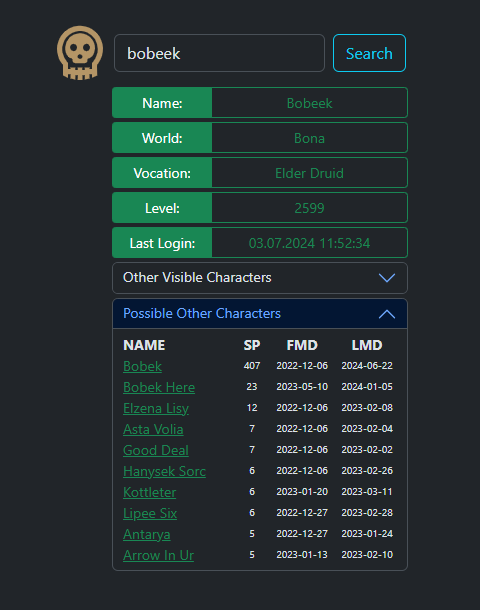 bobeek Search
Name: Bobeek
World: Bona
Vocation: Elder Druid
Level: 2599
Last Login: 03.07.2024 11:52:34
Other Visible Characters
Possible Other Characters
NAME SP FMD LMD
Bobek 407 2022-12-06 2024-06-22
Bobek Here 23 2023-05-10 2024-01-05
Elzena Lisy 12 2022-12-06 2023-02-08
Asta Volia 7 2022-12-06 2023-02-04
Good Deal 7 2022-12-06 2023-02-02
Hanysek Sorc 6 2022-12-06 2023-02-26
Kottleter 6 2023-01-20 2023-03-11
Lipee Six 6 2022-12-27 2023-02-28
Antarya 5 2022-12-27 2023-01-24
Arrow In Ur 5 2023-01-13 2023-02-10